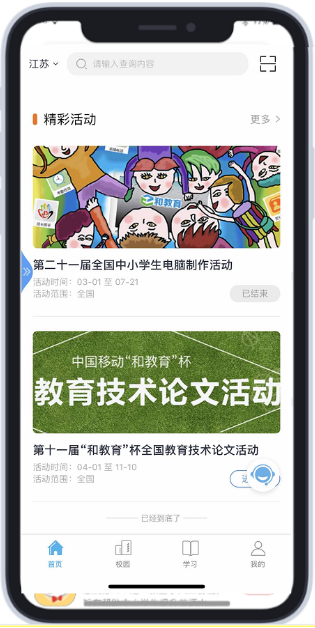 江苏
请输入查询内容
精彩活动
更多
和教育
第二十一届全国中小学生电脑制作活动
活动时间：03-01 至 07-21
活动范围：全国
已结束
中国移动“和教育”杯
教育技术论文活动
第十一届“和教育”杯全国教育技术论文活动
活动时间：04-01 至 11-10
活动范围：全国
已经到底了
首页
校园
学习
我的